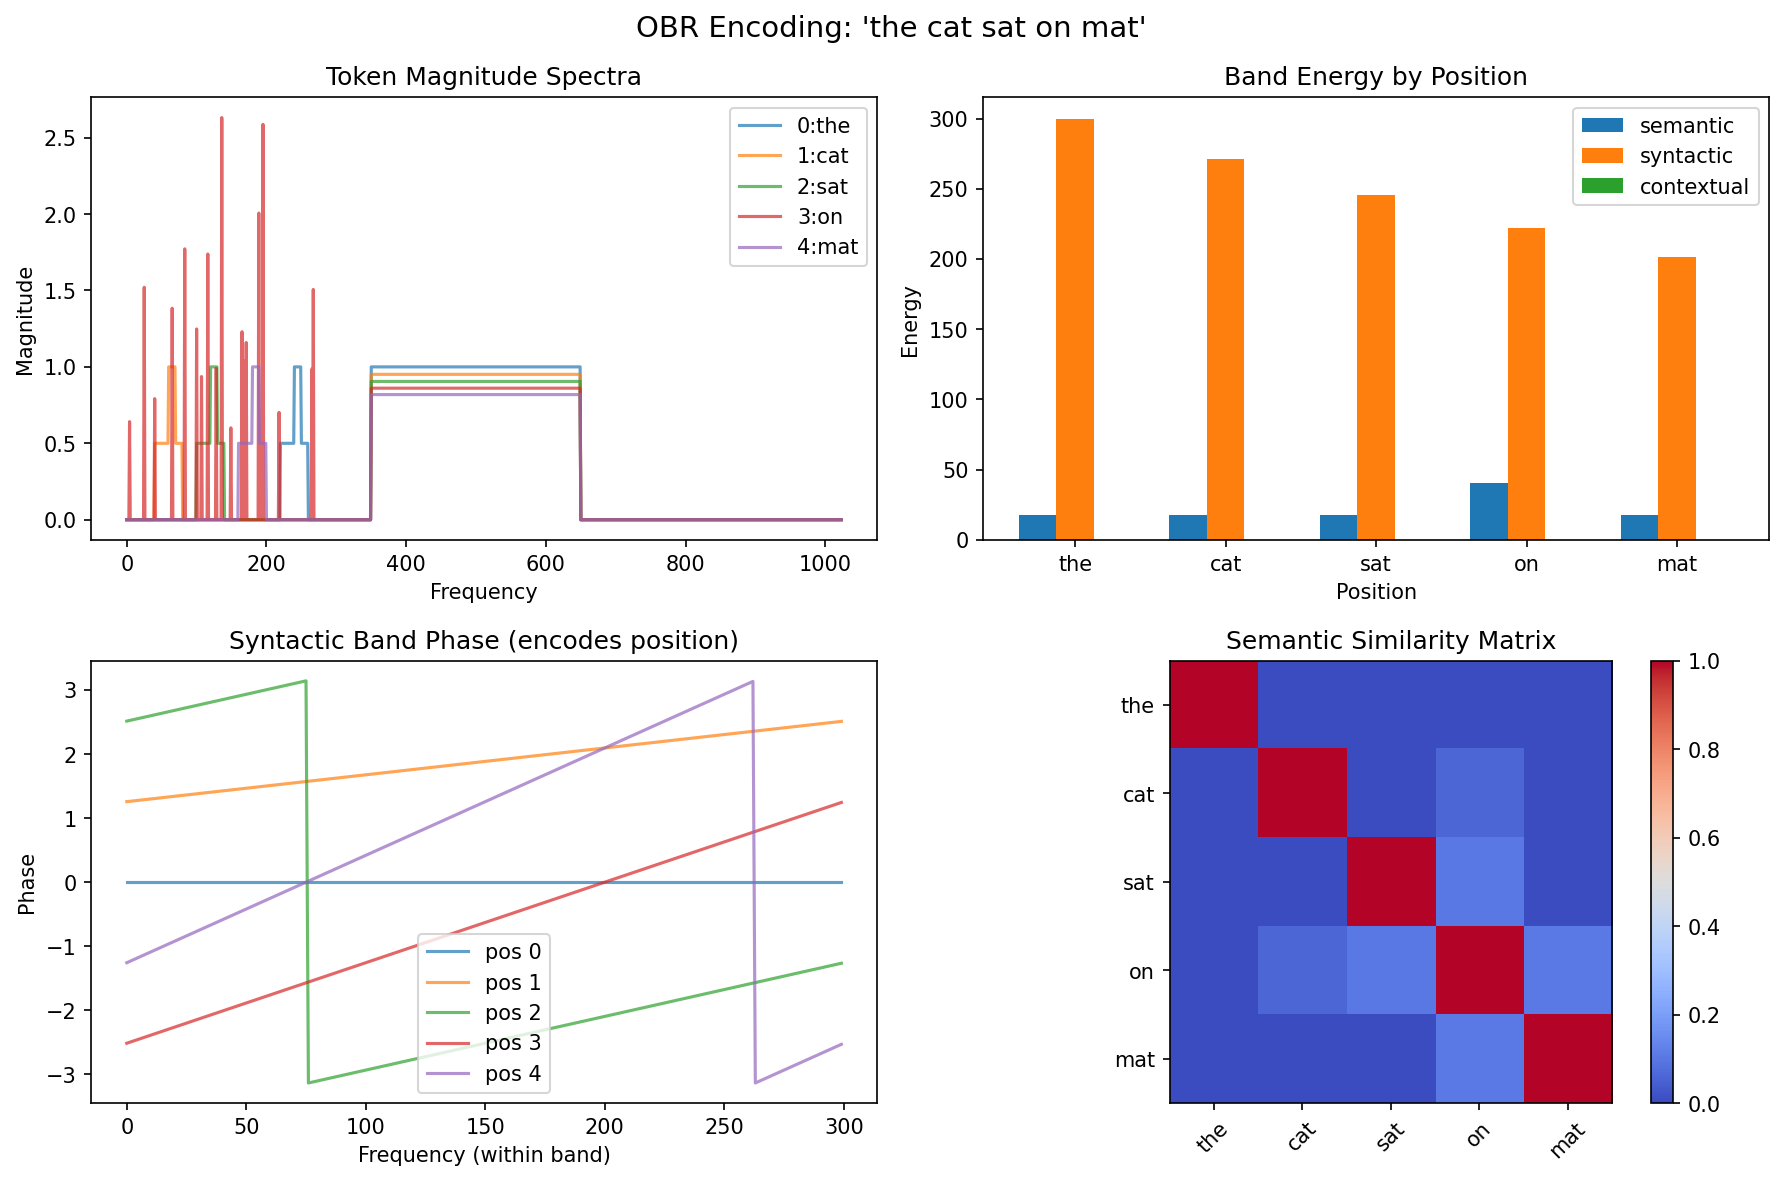 OBR Encoding: 'the cat sat on mat'
Token Magnitude Spectra
Magnitude
2.5
2.0
1.5
1.0
0.5
0.0
0 200 400 600 800 1000
Frequency
0:the
1:cat
2:sat
3:on
4:mat
Band Energy by Position
Energy
300
250
200
150
100
50
0
the cat sat on mat
Position
semantic
syntactic
contextual
Syntactic Band Phase (encodes position)
Phase
3
2
1
0
−1
−2
−3
0 50 100 150 200 250 300
Frequency (within band)
pos 0
pos 1
pos 2
pos 3
pos 4
Semantic Similarity Matrix
the
cat
sat
on
mat
the cat sat on mat
1.0
0.8
0.6
0.4
0.2
0.0